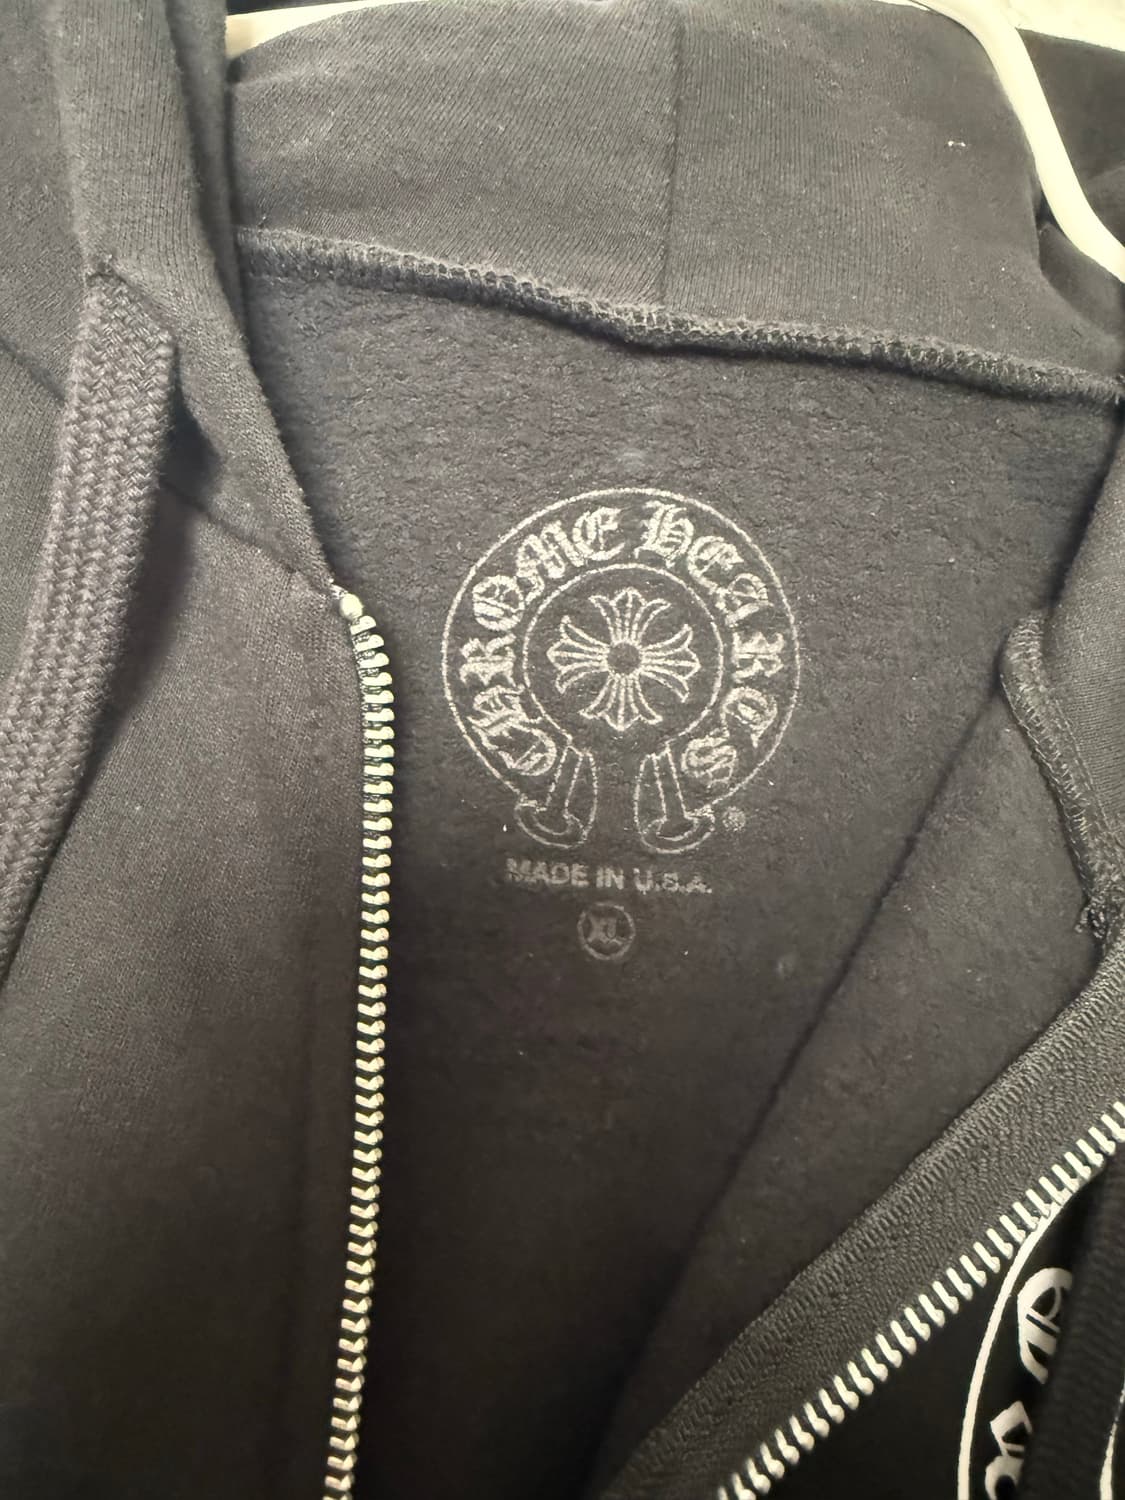 CHROME HEARTS
®
MADE IN U.S.A.
XL